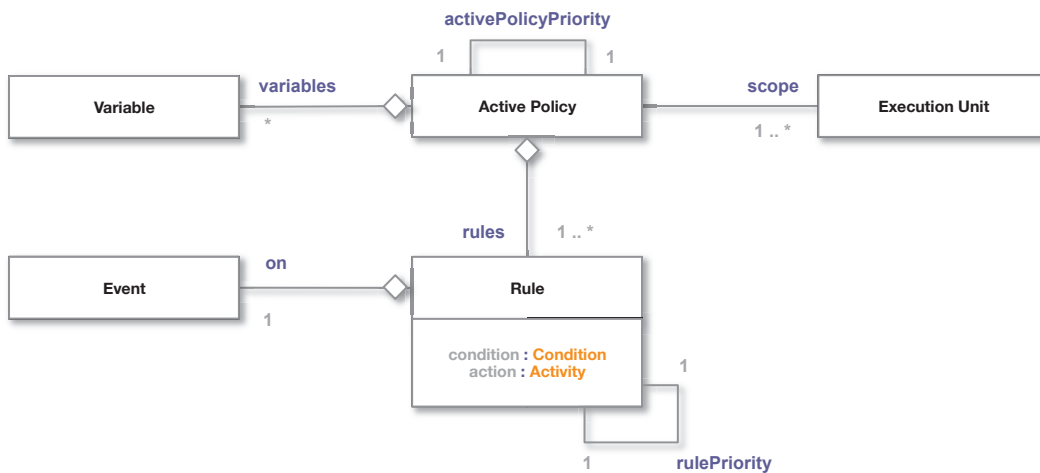 activePolicyPriority
1 1
variables scope
Variable Active Policy Execution Unit
* 1 .. *
rules 1 .. *
on
Event Rule
1
condition : Condition
action : Activity
1
1 rulePriority